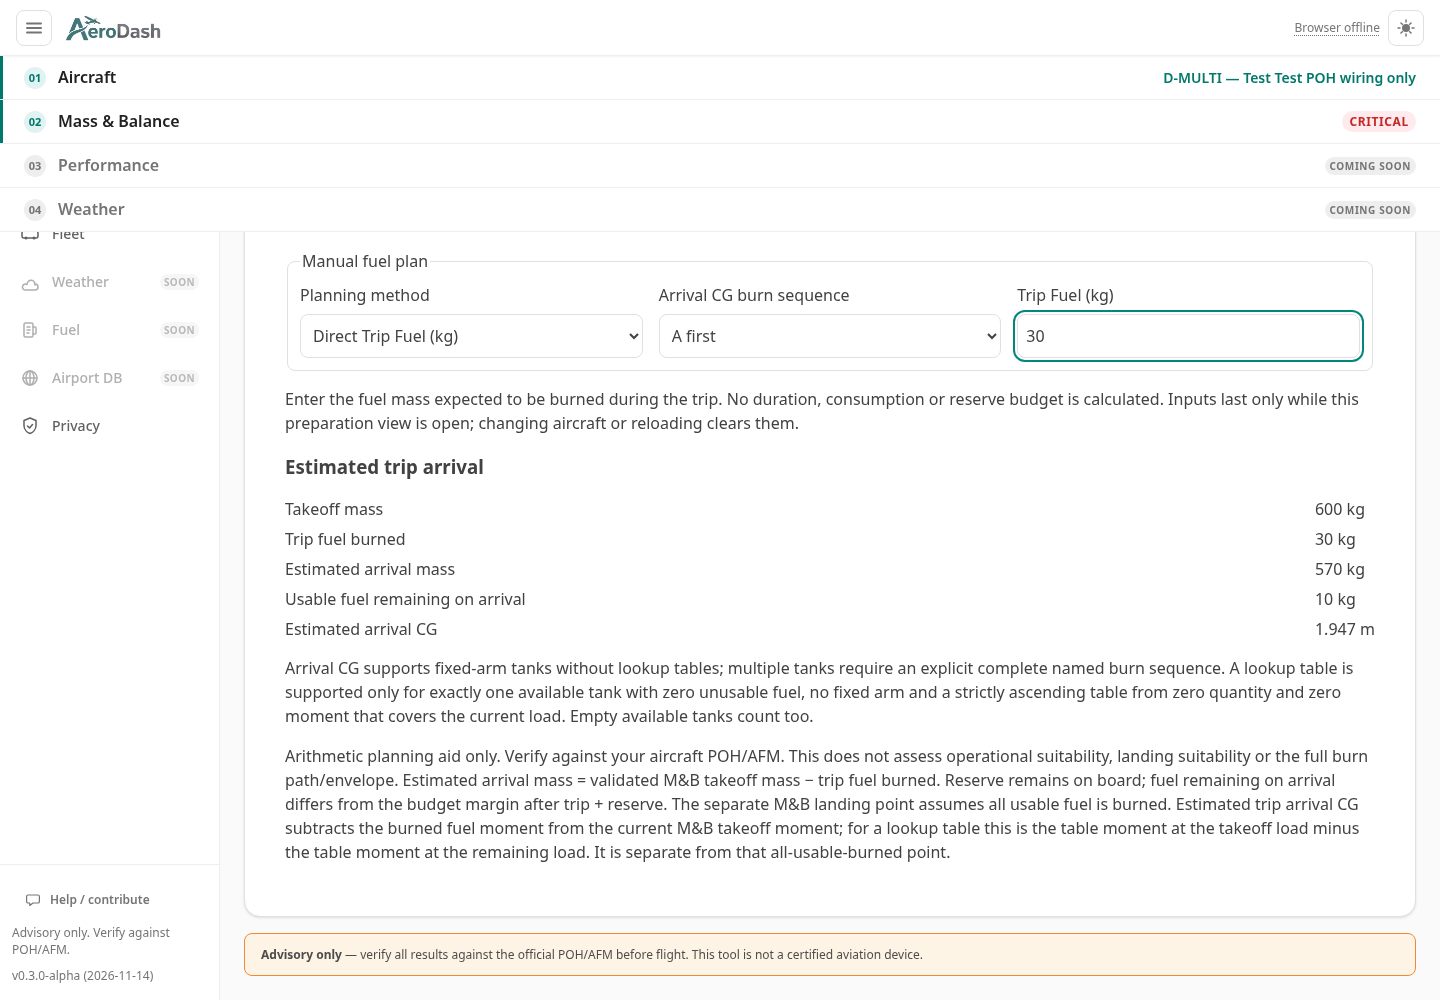 AeroDash
Browser offline
01 Aircraft
D-MULTI — Test Test POH wiring only
02 Mass & Balance
CRITICAL
03 Performance
COMING SOON
04 Weather
COMING SOON
Fleet
Weather
SOON
Fuel
SOON
Airport DB
SOON
Privacy
Help / contribute
Advisory only. Verify against
POH/AFM.
v0.3.0-alpha (2026-11-14)
Manual fuel plan
Planning method
Direct Trip Fuel (kg)
Arrival CG burn sequence
A first
Trip Fuel (kg)
30
Enter the fuel mass expected to be burned during the trip. No duration, consumption or reserve budget is calculated. Inputs last only while this
preparation view is open; changing aircraft or reloading clears them.
Estimated trip arrival
Takeoff mass 600 kg
Trip fuel burned 30 kg
Estimated arrival mass 570 kg
Usable fuel remaining on arrival 10 kg
Estimated arrival CG 1.947 m
Arrival CG supports fixed-arm tanks without lookup tables; multiple tanks require an explicit complete named burn sequence. A lookup table is
supported only for exactly one available tank with zero unusable fuel, no fixed arm and a strictly ascending table from zero quantity and zero
moment that covers the current load. Empty available tanks count too.
Arithmetic planning aid only. Verify against your aircraft POH/AFM. This does not assess operational suitability, landing suitability or the full burn
path/envelope. Estimated arrival mass = validated M&B takeoff mass − trip fuel burned. Reserve remains on board; fuel remaining on arrival
differs from the budget margin after trip + reserve. The separate M&B landing point assumes all usable fuel is burned. Estimated trip arrival CG
subtracts the burned fuel moment from the current M&B takeoff moment; for a lookup table this is the table moment at the takeoff load minus
the table moment at the remaining load. It is separate from that all-usable-burned point.
Advisory only — verify all results against the official POH/AFM before flight. This tool is not a certified aviation device.